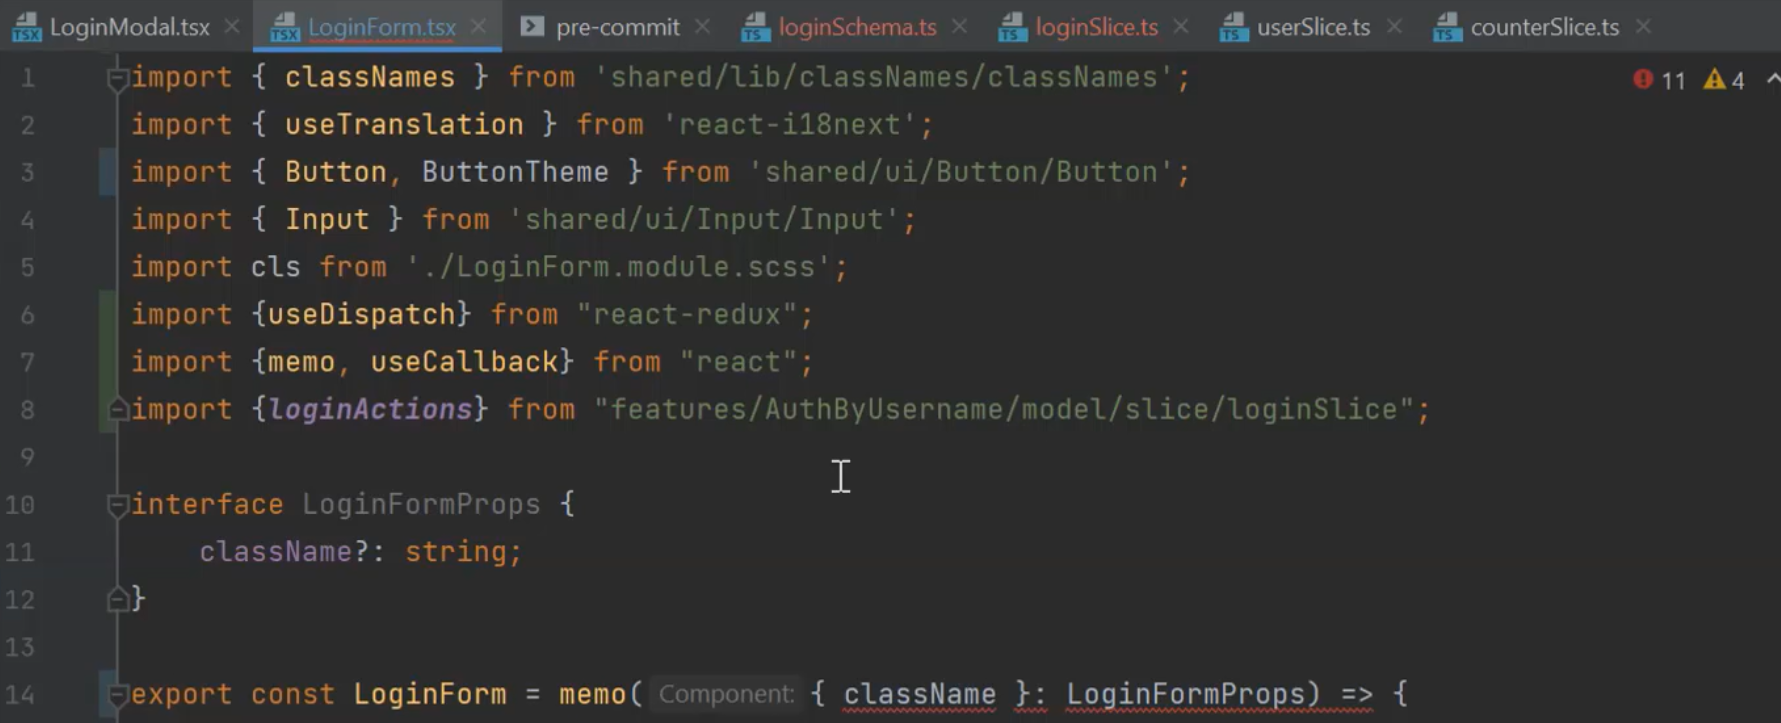 LoginModal.tsx LoginForm.tsx pre-commit loginSchema.ts loginSlice.ts userSlice.ts counterSlice.ts
1 import { classNames } from 'shared/lib/classNames/classNames'; 11 4
2 import { useTranslation } from 'react-i18next';
3 import { Button, ButtonTheme } from 'shared/ui/Button/Button';
4 import { Input } from 'shared/ui/Input/Input';
5 import cls from './LoginForm.module.scss';
6 import {useDispatch} from "react-redux";
7 import {memo, useCallback} from "react";
8 import {loginActions} from "features/AuthByUsername/model/slice/loginSlice";
9
10 interface LoginFormProps {
11 className?: string;
12 }
13
14 export const LoginForm = memo( Component: { className }: LoginFormProps) => {